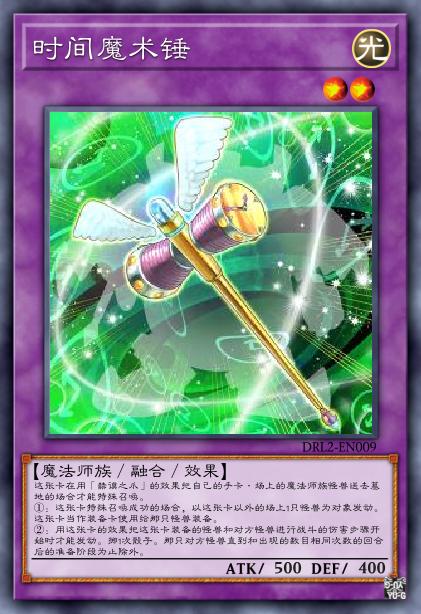 时间魔术锤
光
DRL2-EN009
【魔法师族/融合/效果】
这张卡在用「赫谟之爪」的效果把自己的手卡·场上的魔法师族怪兽送去墓
地的场合才能特殊召唤。
①：这张卡特殊召唤成功的场合，以这张卡以外的场上1只怪兽为对象发动。
这张卡当作装备卡使用给那只怪兽装备。
②：用这张卡的效果把这张卡装备的怪兽和对方怪兽进行战斗的伤害步骤开
始时才能发动。掷1次骰子。那只对方怪兽直到和出现的数目相同次数的回合
后的准备阶段为止除外。
ATK/ 500 DEF/ 400